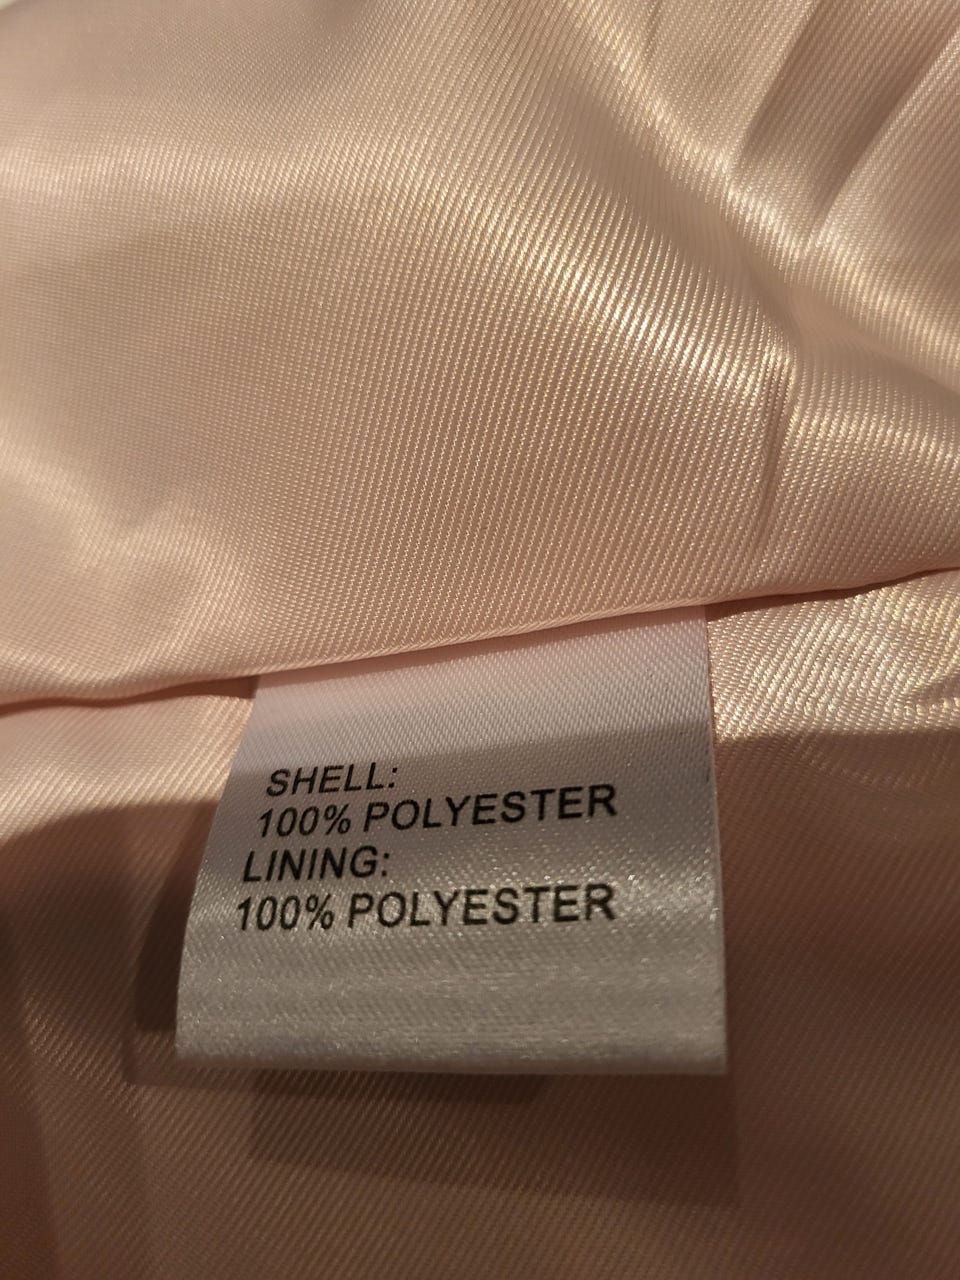 SHELL:
100% POLYESTER
LINING:
100% POLYESTER